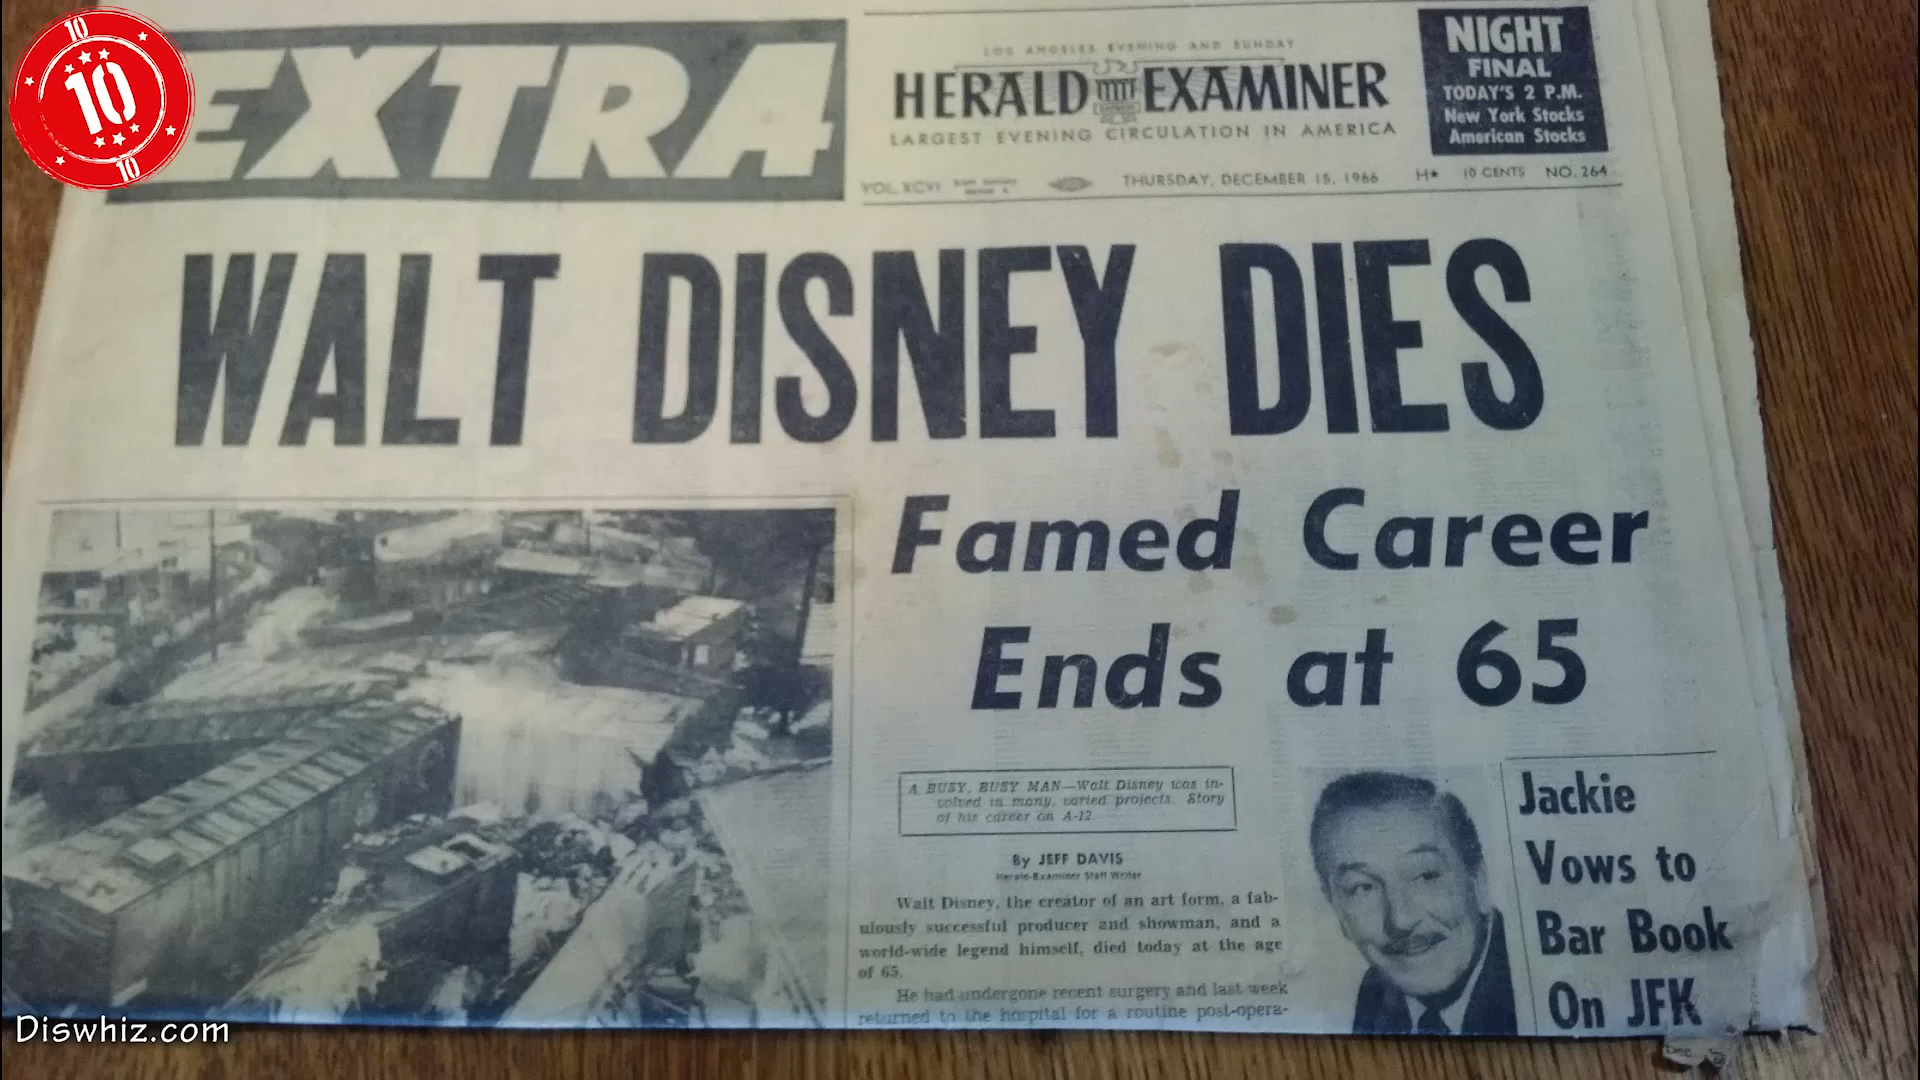 10
10
10
EXTRA
LOS ANGELES EVENING AND SUNDAY
HERALD EXAMINER
LARGEST EVENING CIRCULATION IN AMERICA
NIGHT
FINAL
TODAY'S 2 P.M.
New York Stocks
American Stocks
VOL. XCVI THURSDAY, DECEMBER 15, 1966 H★ 10 CENTS NO. 264
WALT DISNEY DIES
Famed Career
Ends at 65
A BUSY, BUSY MAN—Walt Disney was in-
volved in many, varied projects. Story
of his career on A-12.
By JEFF DAVIS
Herald-Examiner Staff Writer
Walt Disney, the creator of an art form, a fab-
ulously successful producer and showman, and a
world-wide legend himself, died today at the age
of 65.
He had undergone recent surgery and last week
returned to the hospital for a routine post-opera-
Jackie
Vows to
Bar Book
On JFK
Diswhiz.com